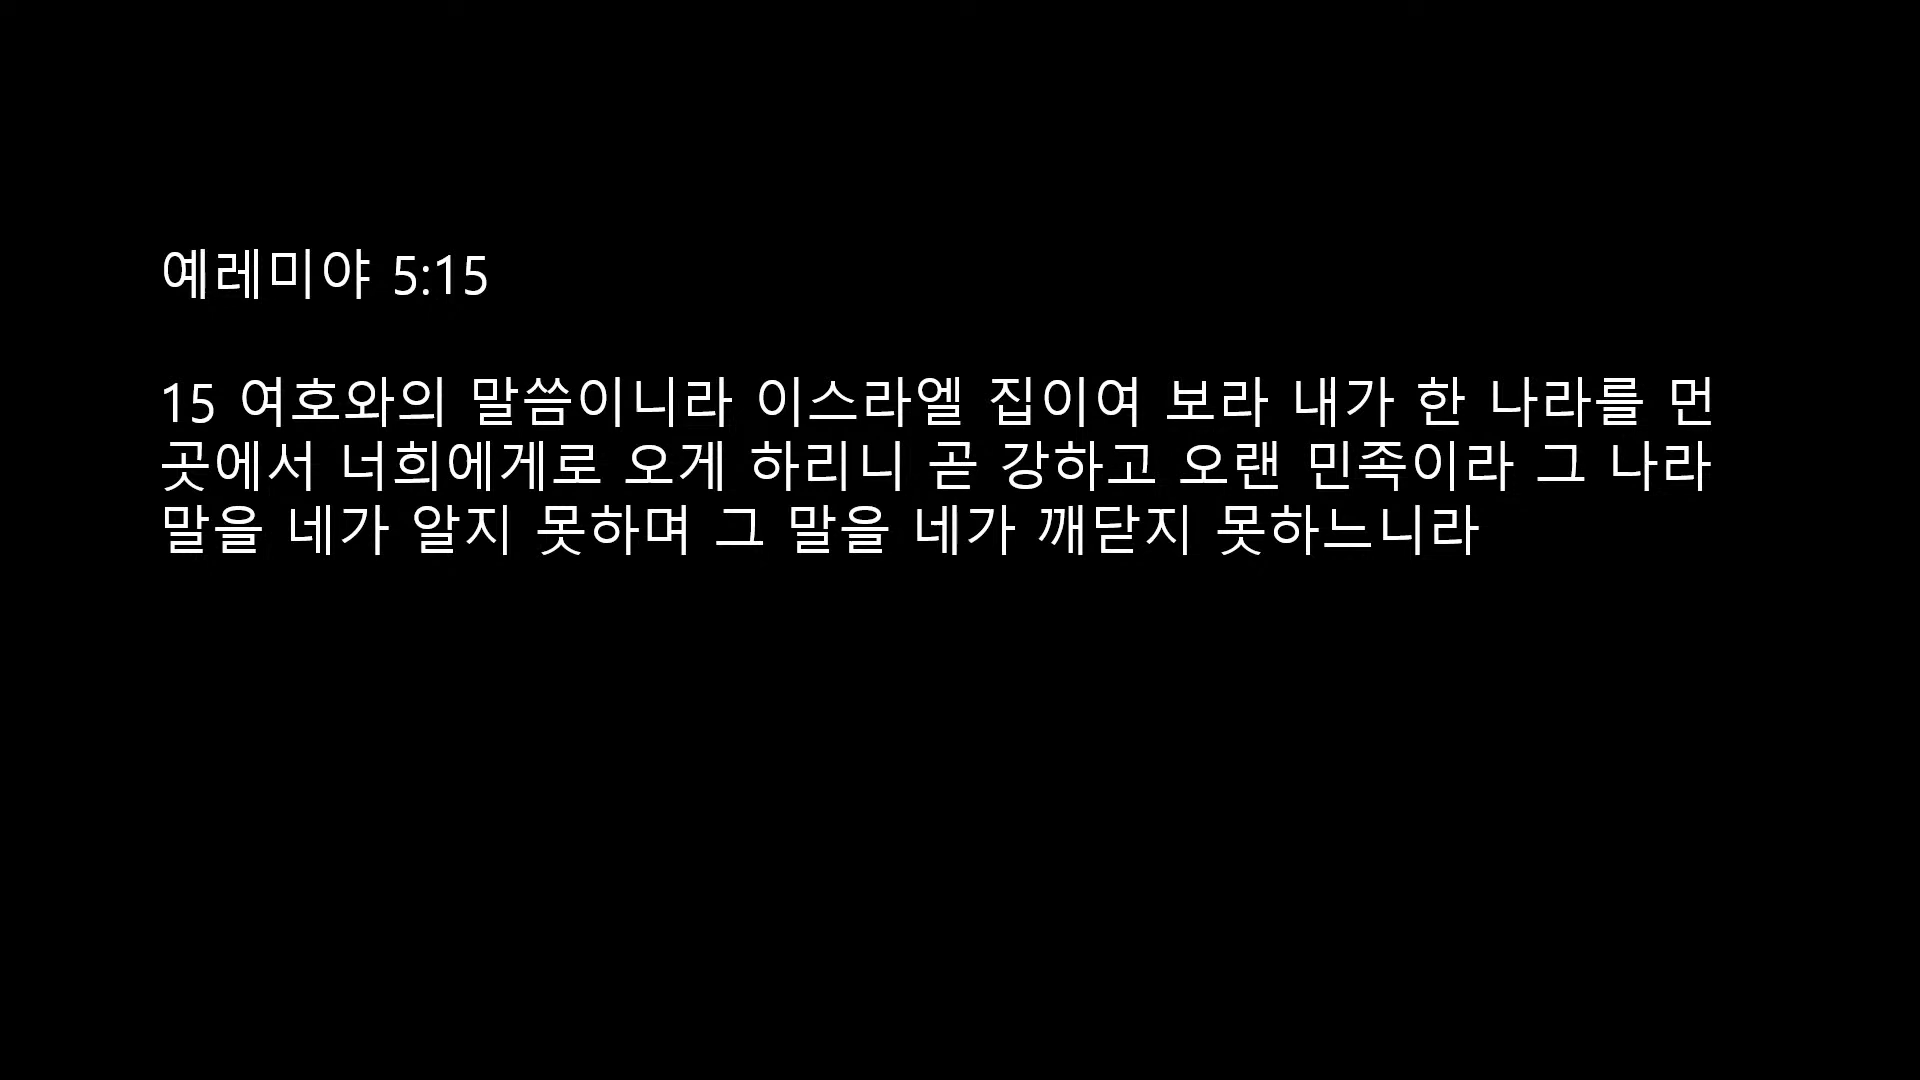 예레미야 5:15
15 여호와의 말씀이니라 이스라엘 집이여 보라 내가 한 나라를 먼
곳에서 너희에게로 오게 하리니 곧 강하고 오랜 민족이라 그 나라
말을 네가 알지 못하며 그 말을 네가 깨닫지 못하느니라